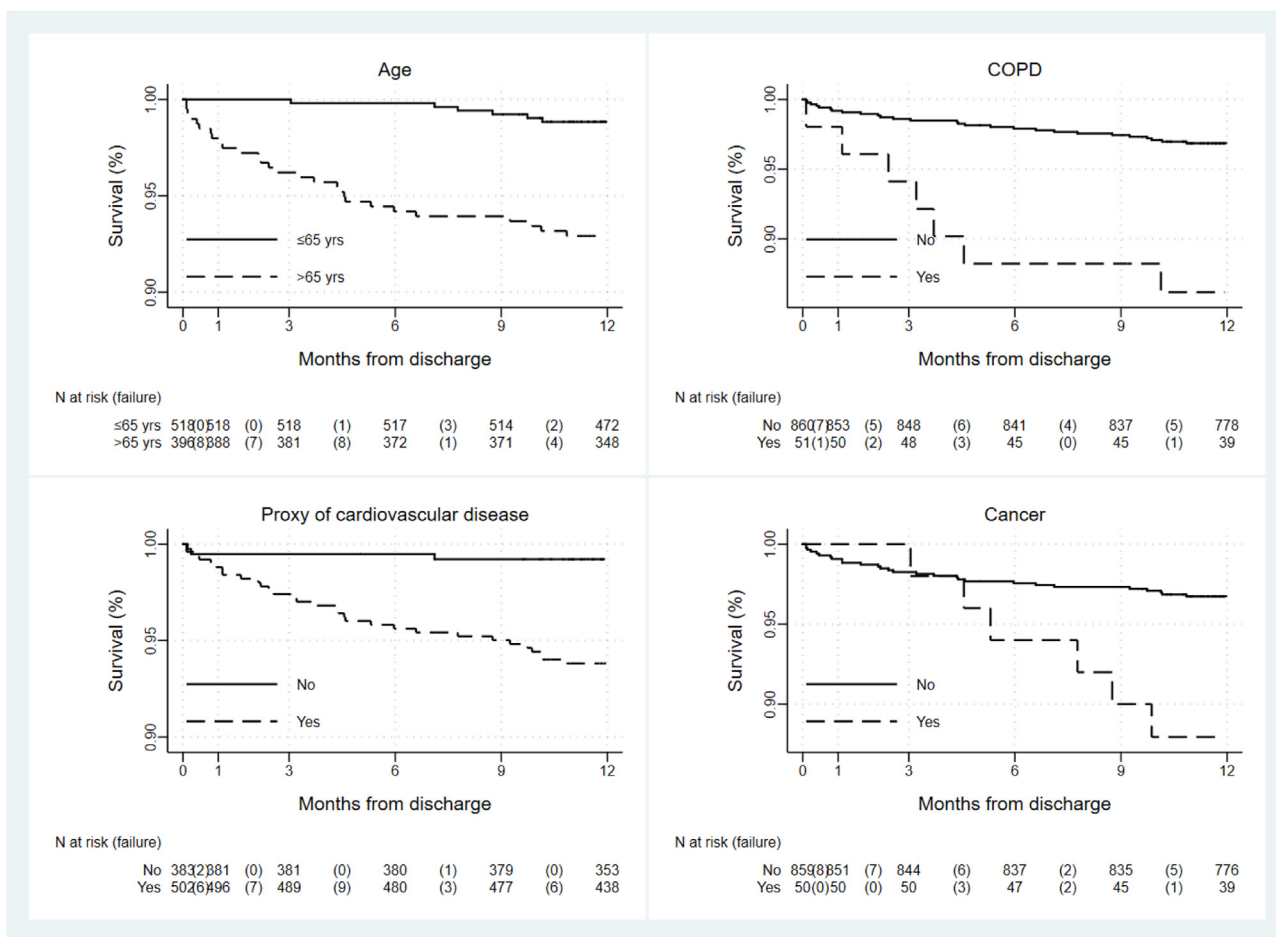 Age
Survival (%)
1.00
0.95
0.90
≤65 yrs
>65 yrs
0 1 3 6 9 12
Months from discharge
N at risk (failure)
≤65 yrs 518(0)518 (0) 518 (1) 517 (3) 514 (2) 472
>65 yrs 396(8)388 (7) 381 (8) 372 (1) 371 (4) 348
COPD
Survival (%)
1.00
0.95
0.90
No
Yes
0 1 3 6 9 12
Months from discharge
N at risk (failure)
No 860(7)853 (5) 848 (6) 841 (4) 837 (5) 778
Yes 51(1)50 (2) 48 (3) 45 (0) 45 (1) 39
Proxy of cardiovascular disease
Survival (%)
1.00
0.95
0.90
No
Yes
0 1 3 6 9 12
Months from discharge
N at risk (failure)
No 383(2)381 (0) 381 (0) 380 (1) 379 (0) 353
Yes 502(6)496 (7) 489 (9) 480 (3) 477 (6) 438
Cancer
Survival (%)
1.00
0.95
0.90
No
Yes
0 1 3 6 9 12
Months from discharge
N at risk (failure)
No 859(8)851 (7) 844 (6) 837 (2) 835 (5) 776
Yes 50(0)50 (0) 50 (3) 47 (2) 45 (1) 39